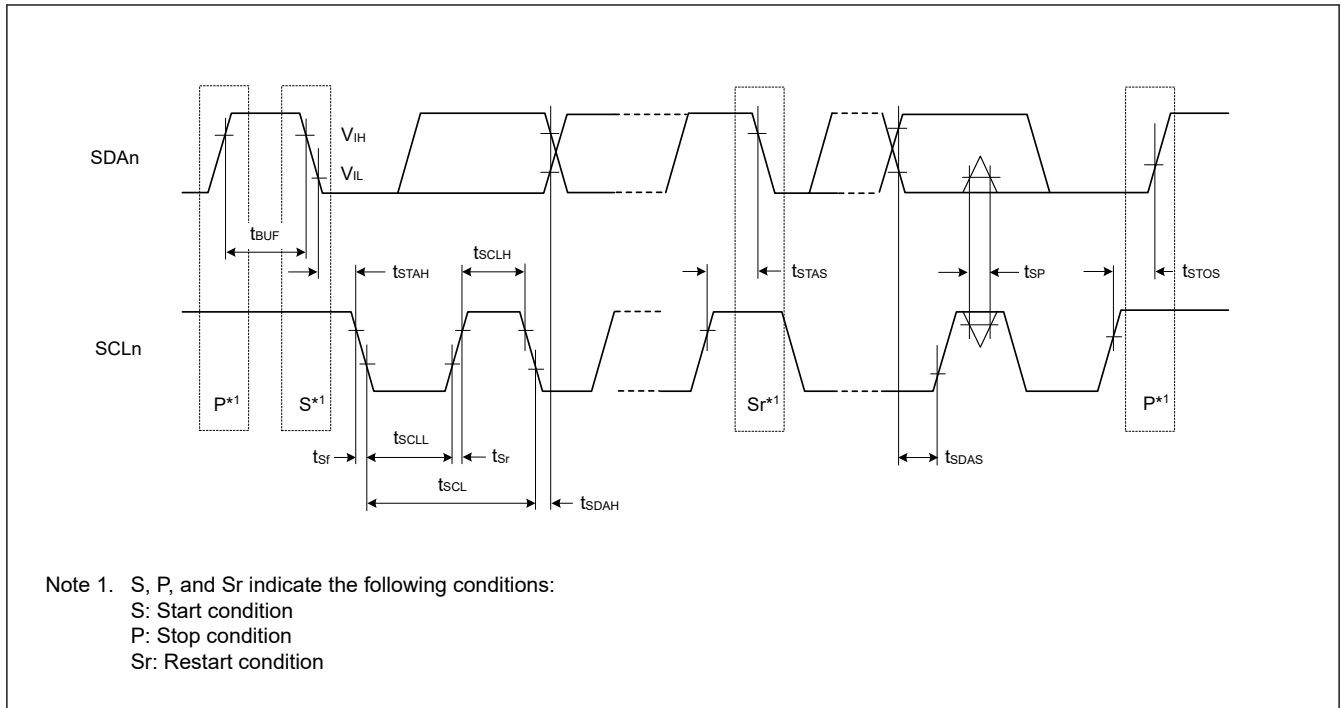 SDAn
VIH
VIL
tBUF
tSTAH
tSCLH
tSTAS
tSP
tSTOS
SCLn
P*1
S*1
Sr*1
P*1
tSf
tSCLL
tSr
tSCL
tSDAH
tSDAS
Note 1. S, P, and Sr indicate the following conditions:
S: Start condition
P: Stop condition
Sr: Restart condition